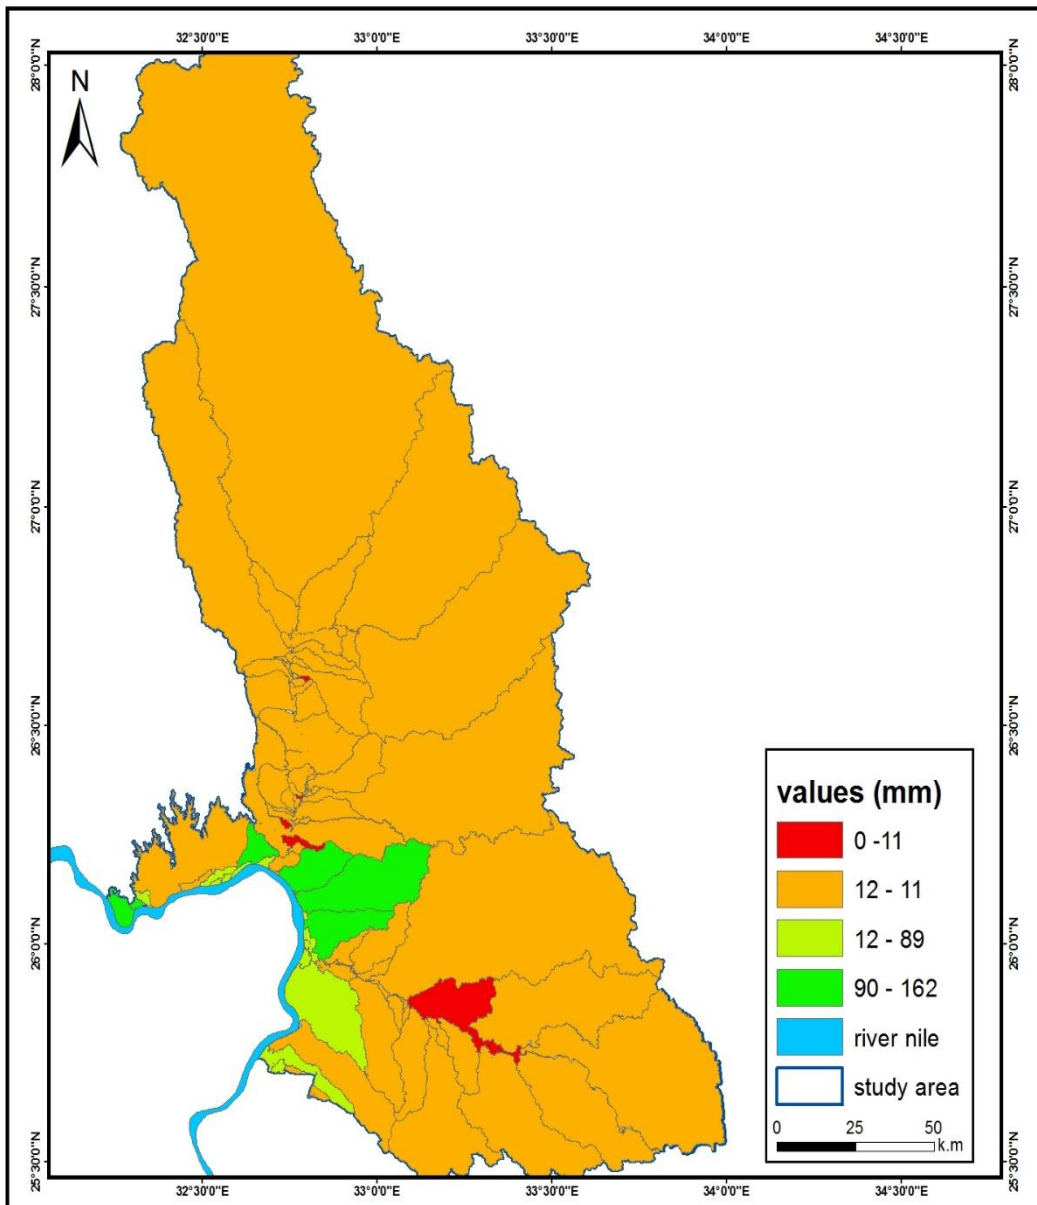 32°30'0"E 33°0'0"E 33°30'0"E 34°0'0"E 34°30'0"E
28°0'0"N 28°0'0"N
N
27°30'0"N 27°30'0"N
27°0'0"N 27°0'0"N
26°30'0"N 26°30'0"N
values (mm)
0 -11
12 - 11
12 - 89
26°0'0"N 26°0'0"N
90 - 162
river nile
study area
0 25 50
k.m
25°30'0"N 25°30'0"N
32°30'0"E 33°0'0"E 33°30'0"E 34°0'0"E 34°30'0"E